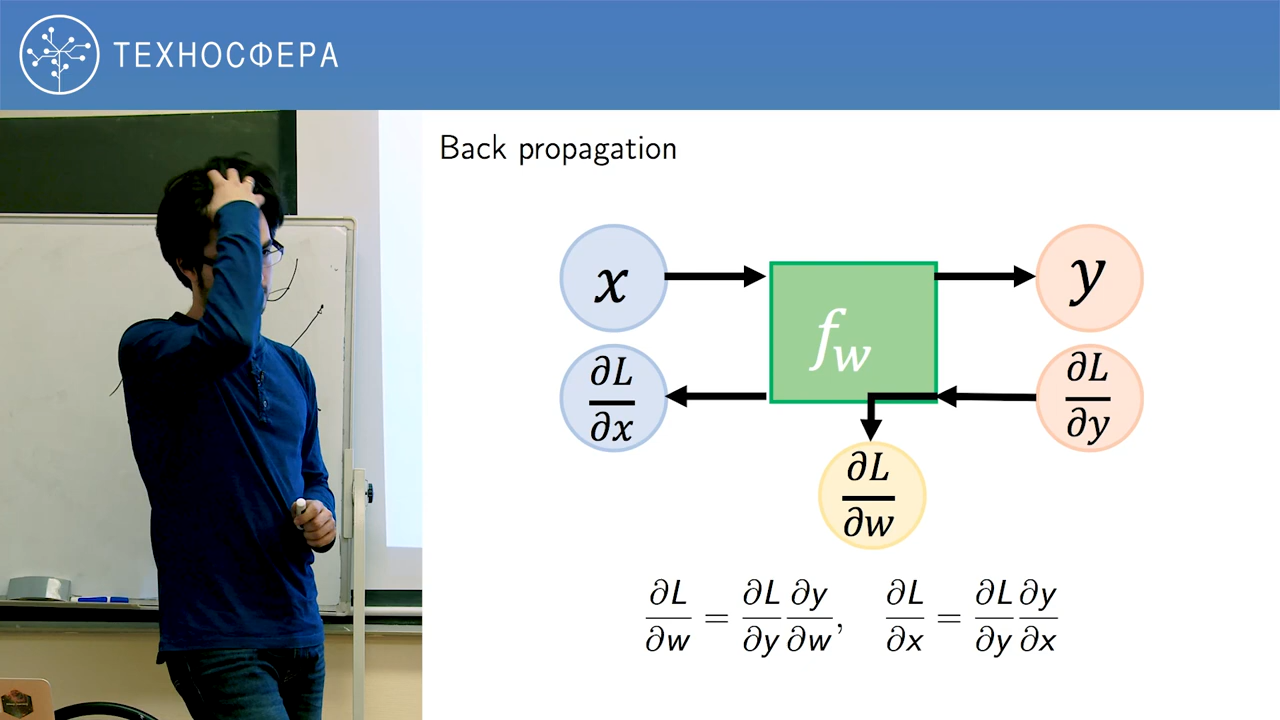 ТЕХНОСФЕРА
Back propagation
x
y
f_w
∂L/∂x
∂L/∂y
∂L/∂w
∂L/∂w = ∂L/∂y ∂y/∂w, ∂L/∂x = ∂L/∂y ∂y/∂x